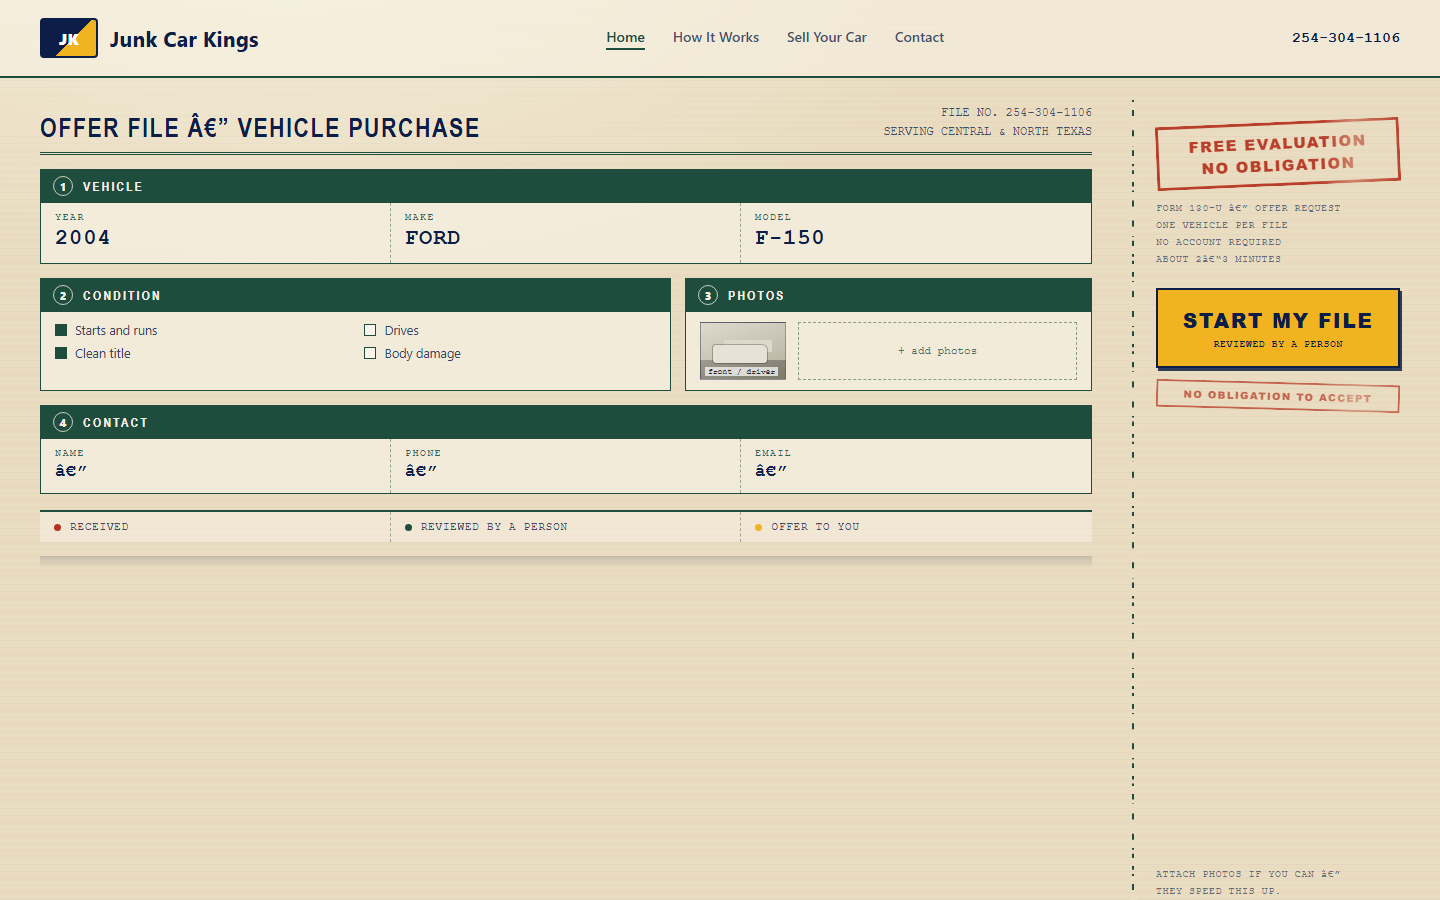 JK Junk Car Kings
Home How It Works Sell Your Car Contact
254-304-1106
OFFER FILE â€” VEHICLE PURCHASE
FILE NO. 254-304-1106
SERVING CENTRAL & NORTH TEXAS
1 VEHICLE
YEAR
2004
MAKE
FORD
MODEL
F-150
2 CONDITION
Starts and runs
Drives
Clean title
Body damage
3 PHOTOS
front / driver
+ add photos
4 CONTACT
NAME
â€”
PHONE
â€”
EMAIL
â€”
RECEIVED
REVIEWED BY A PERSON
OFFER TO YOU
FREE EVALUATION
NO OBLIGATION
FORM 130-U â€” OFFER REQUEST
ONE VEHICLE PER FILE
NO ACCOUNT REQUIRED
ABOUT 2â€“3 MINUTES
START MY FILE
REVIEWED BY A PERSON
NO OBLIGATION TO ACCEPT
ATTACH PHOTOS IF YOU CAN â€”
THEY SPEED THIS UP.